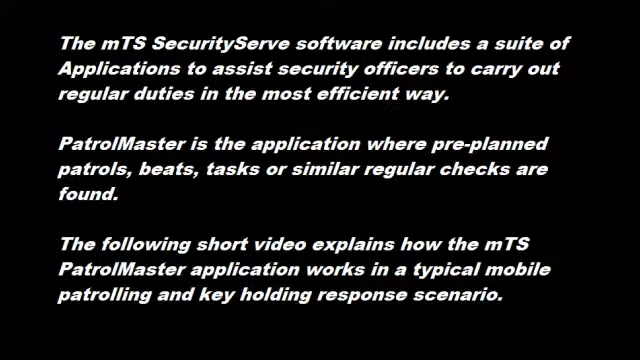 The mTS SecurityServe software includes a suite of
Applications to assist security officers to carry out
regular duties in the most efficient way.
PatrolMaster is the application where pre-planned
patrols, beats, tasks or similar regular checks are
found.
The following short video explains how the mTS
PatrolMaster application works in a typical mobile
patrolling and key holding response scenario.